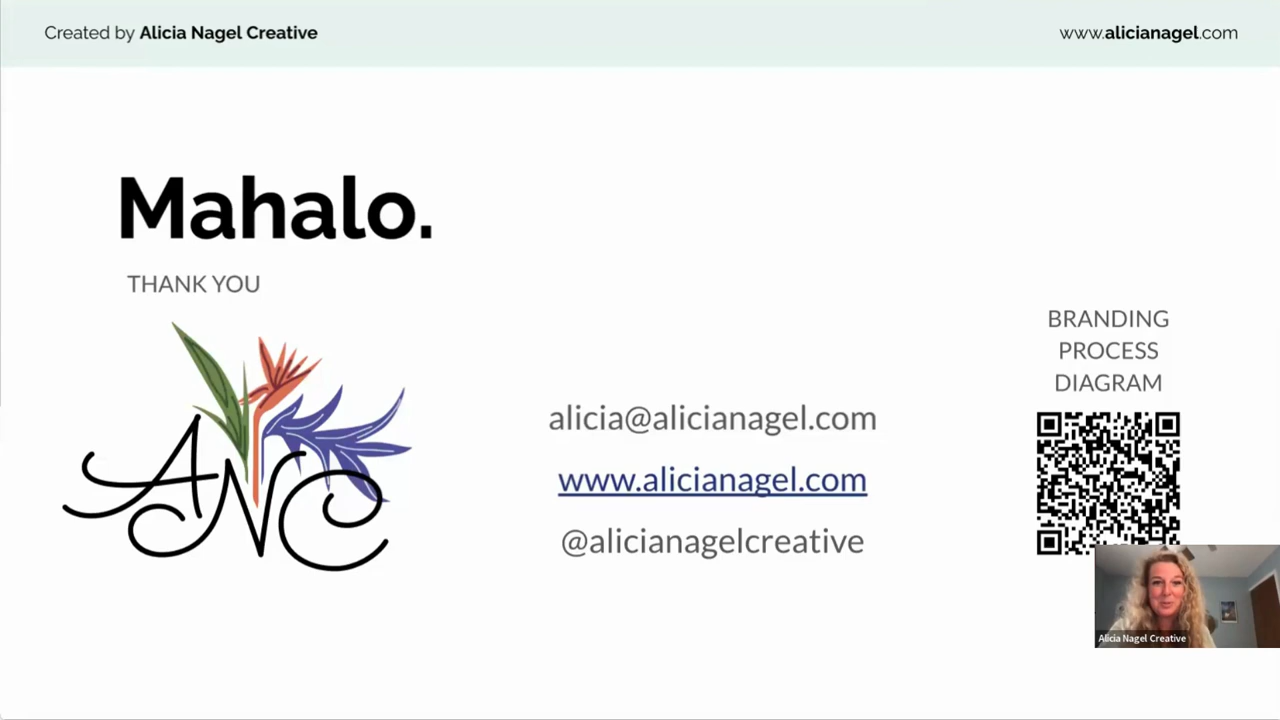 Created by Alicia Nagel Creative
www.alicianagel.com
Mahalo.
THANK YOU
ANC
alicia@alicianagel.com
www.alicianagel.com
@alicianagelcreative
BRANDING
PROCESS
DIAGRAM
Alicia Nagel Creative